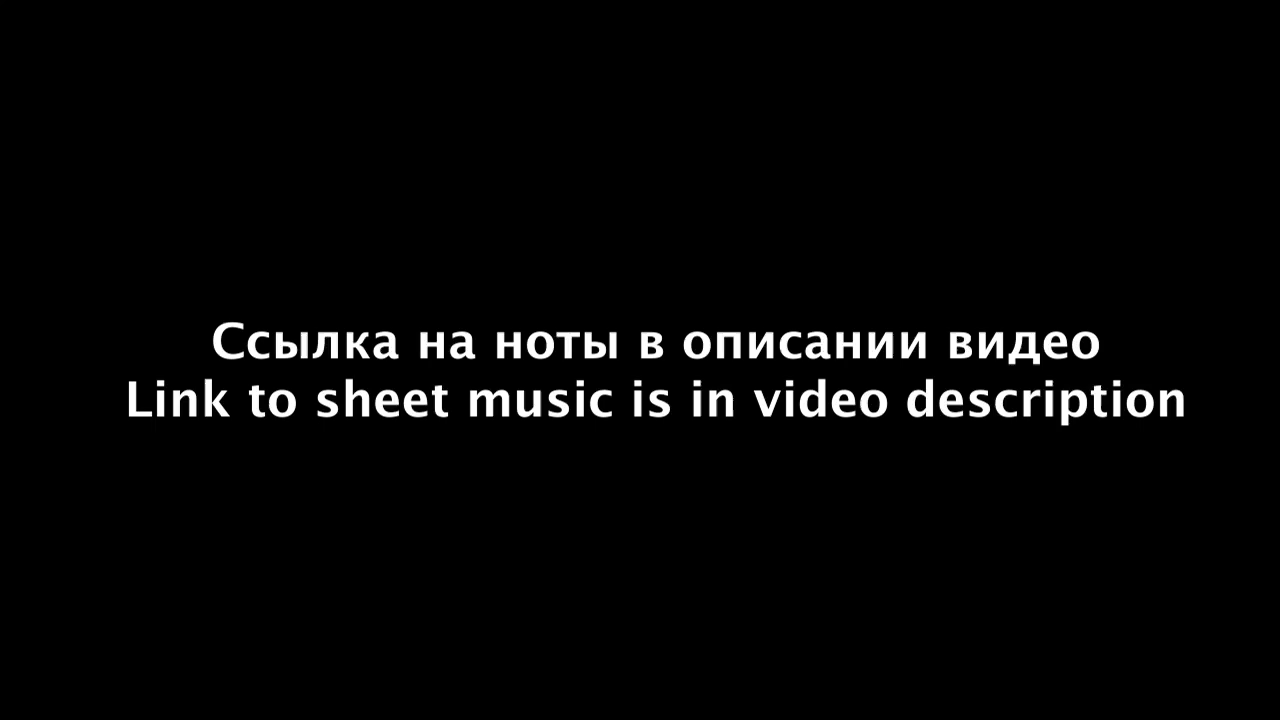 Ссылка на ноты в описании видео
Link to sheet music is in video description